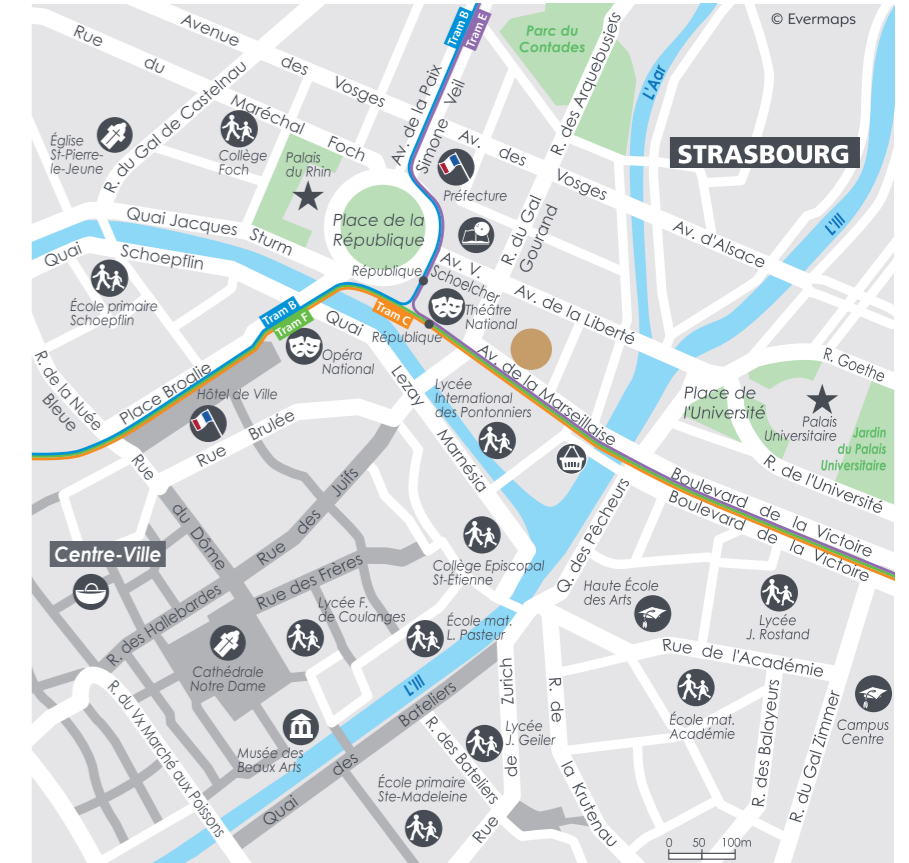 © Evermaps
STRASBOURG
Centre-Ville
Avenue
des
Vosges
Av. des
Vosges
Av. d'Alsace
Rue
du
Maréchal
Foch
R. du Gal de Castelnau
Av. de la Paix
Simone Veil
Tram B
Tram E
Parc du
Contades
R. des Arquebusiers
L'Aar
L'Ill
Église
St-Pierre-
le-Jeune
Collège
Foch
Palais
du Rhin
Préfecture
Place de la
République
R. du Gal
Gourand
Quai Jacques Sturm
Quai
Schoepflin
École primaire
Schoepflin
République
Av. V.
Schoelcher
Av. de la Liberté
Théâtre
National
Tram B
Tram F
Tram C
République
Opéra
National
Quai
Lezay
Marnésia
Av. de la Marseillaise
Lycée
International
des Pontonniers
R. Goethe
Place de
l'Université
Palais
Universitaire
Jardin
du Palais
Universitaire
R. de l'Université
R. de la Nuée
Bleue
Place Broglie
Hôtel de Ville
Rue Brulée
Rue
du Dôme
Rue des Juifs
Rue des Frères
R. des Hallebardes
Boulevard de la Victoire
Boulevard de la Victoire
Q. des Pêcheurs
Collège Episcopal
St-Étienne
Haute École
des Arts
Lycée
J. Rostand
Lycée F.
de Coulanges
École mat.
L. Pasteur
Rue de l'Académie
Cathédrale
Notre Dame
L'Ill
Quai des Bateliers
R. du Vx Marché aux Poissons
Musée des
Beaux Arts
R. des Bateliers
Rue de Zurich
Lycée
J. Geiler
R. de
la Krutenau
École mat.
Académie
R. des Balayeurs
R. du Gal Zimmer
Campus
Centre
École primaire
Ste-Madeleine
0 50 100m